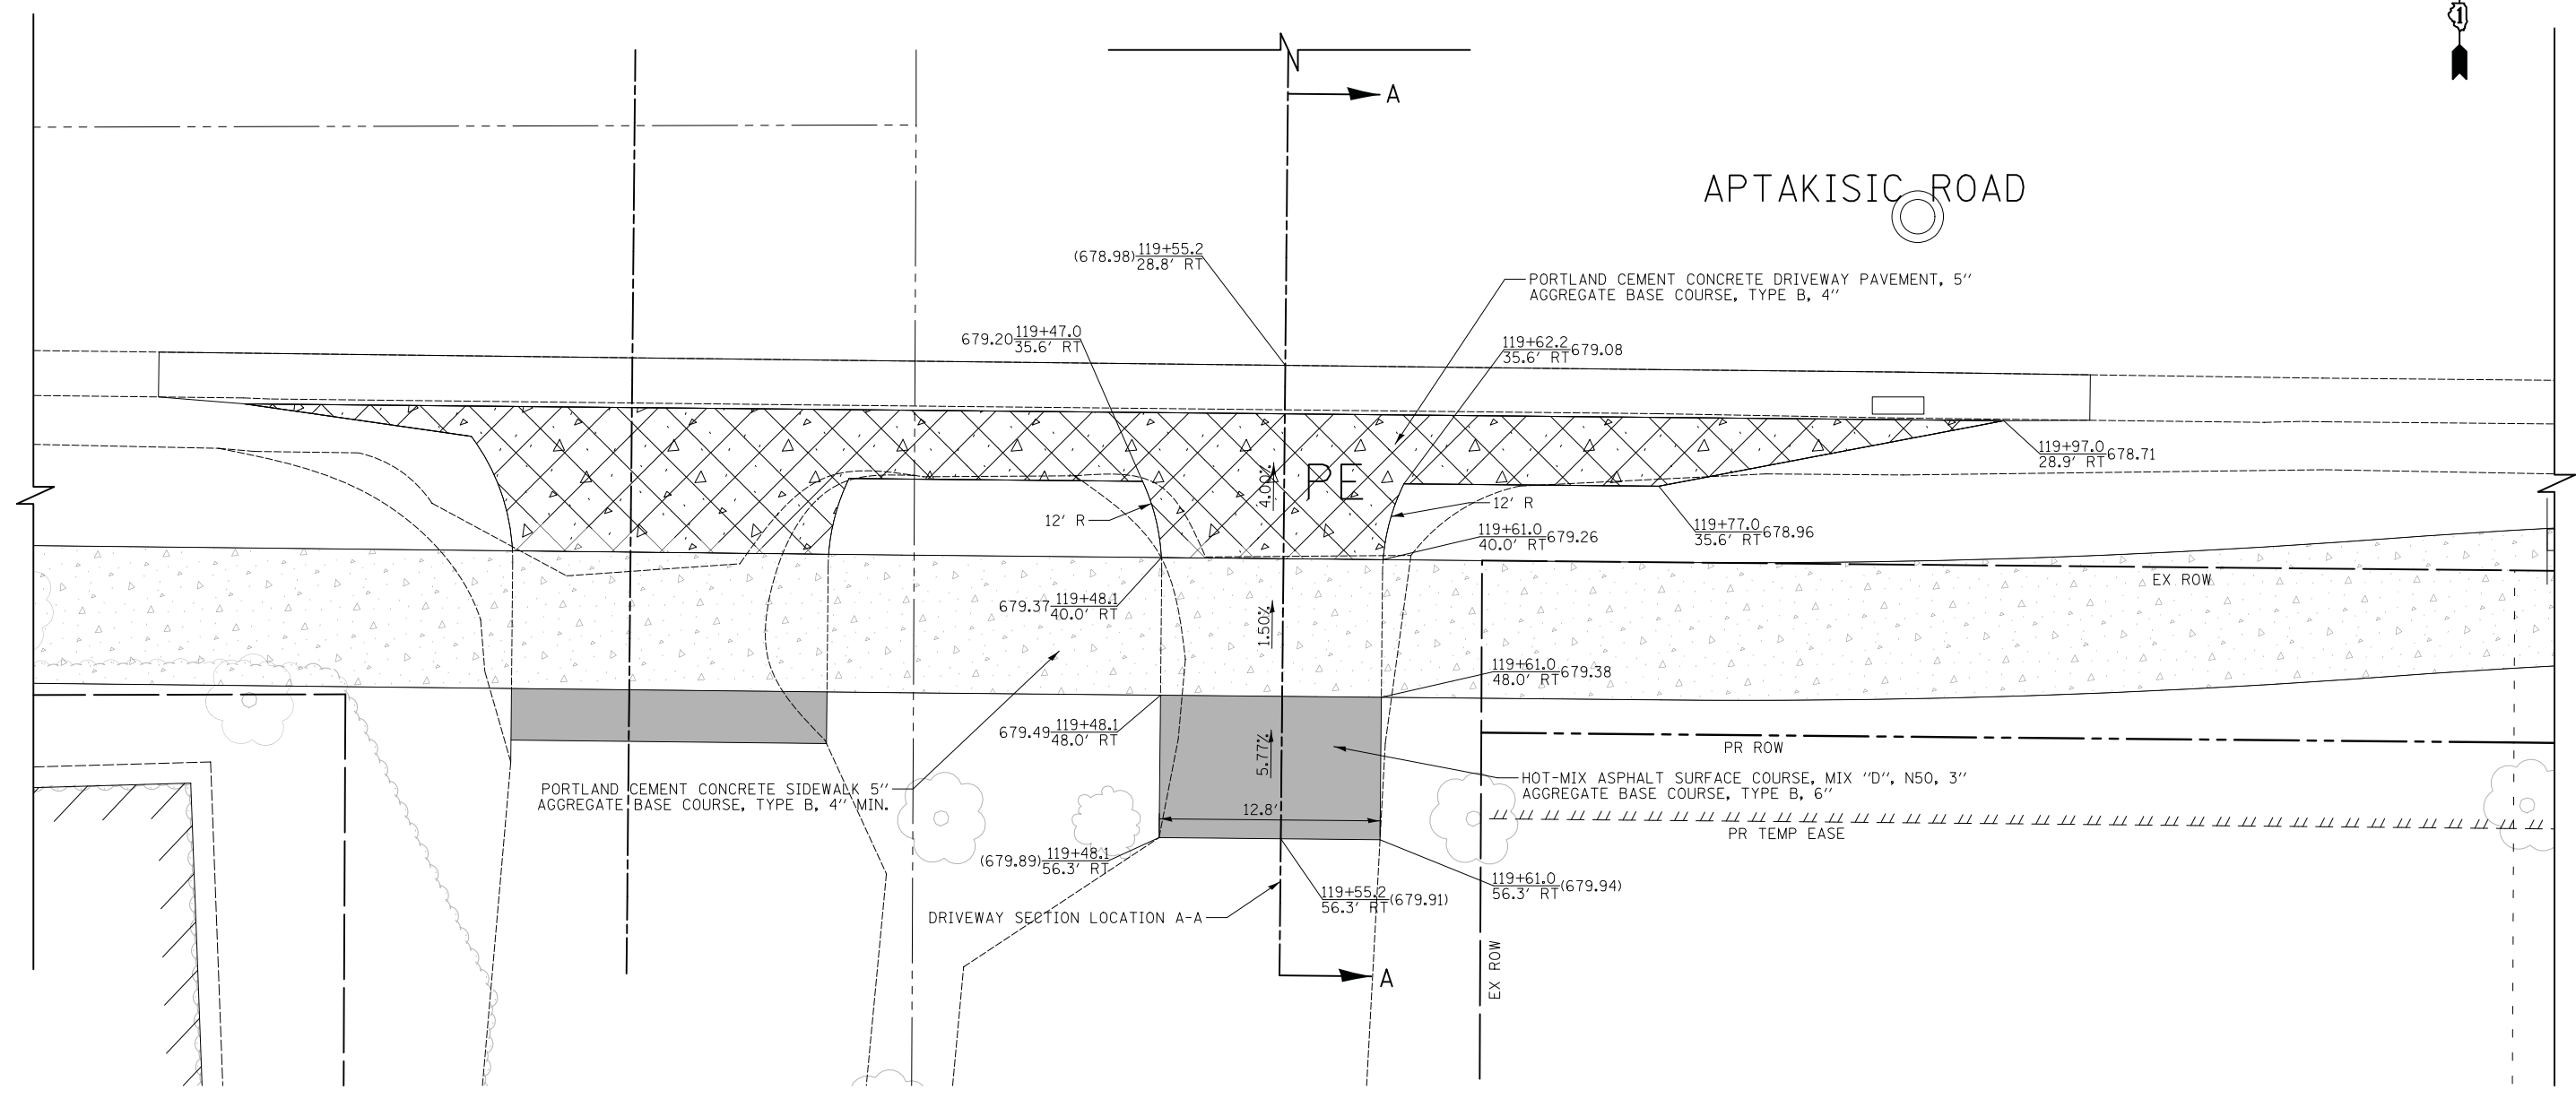 1
A
APTAKISIC ROAD
119+55.2
(678.98)
28.8' RT
PORTLAND CEMENT CONCRETE DRIVEWAY PAVEMENT, 5"
AGGREGATE BASE COURSE, TYPE B, 4"
119+47.0
679.20
35.6' RT
119+62.2
679.08
35.6' RT
119+97.0
678.71
28.9' RT
4.00%
PE
12' R
12' R
119+77.0
678.96
35.6' RT
119+61.0
679.26
40.0' RT
EX ROW
119+48.1
679.37
40.0' RT
1.50%
119+61.0
679.38
48.0' RT
119+48.1
679.49
48.0' RT
5.77%
PR ROW
PORTLAND CEMENT CONCRETE SIDEWALK 5"
AGGREGATE BASE COURSE, TYPE B, 4" MIN.
HOT-MIX ASPHALT SURFACE COURSE, MIX "D", N50, 3"
AGGREGATE BASE COURSE, TYPE B, 6"
12.8'
PR TEMP EASE
119+48.1
(679.89)
56.3' RT
119+55.2
(679.91)
56.3' RT
119+61.0
(679.94)
56.3' RT
DRIVEWAY SECTION LOCATION A-A
EX ROW
A